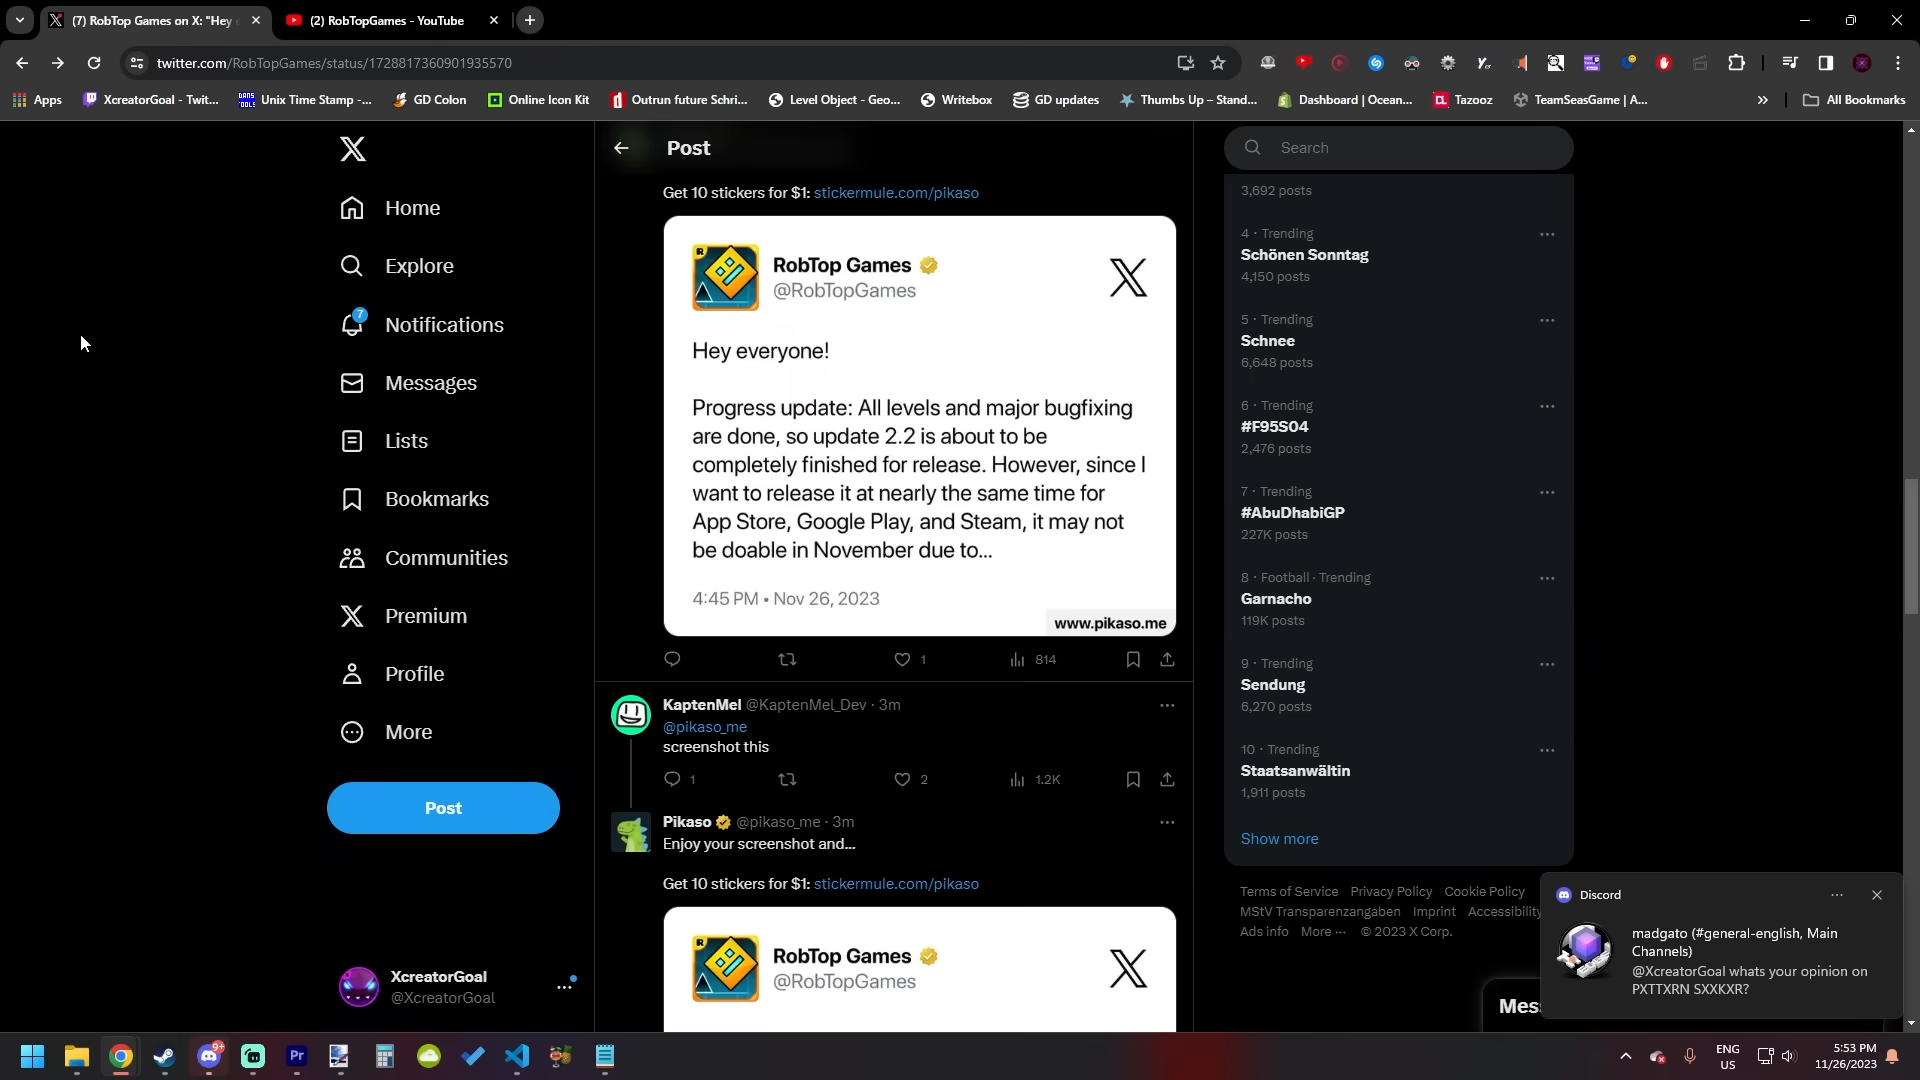 (7) RobTop Games on X: "Hey
(2) RobTopGames - YouTube
twitter.com/RobTopGames/status/1728817360901935570
Apps
XcreatorGoal - Twit...
Unix Time Stamp -...
GD Colon
Online Icon Kit
Outrun future Schri...
Level Object - Geo...
Writebox
GD updates
Thumbs Up – Stand...
Dashboard | Ocean...
Tazooz
TeamSeasGame | A...
All Bookmarks
Home
Explore
7
Notifications
Messages
Lists
Bookmarks
Communities
Premium
Profile
More
Post
XcreatorGoal
@XcreatorGoal
Post
Get 10 stickers for $1: stickermule.com/pikaso
RobTop Games
@RobTopGames
Hey everyone!
Progress update: All levels and major bugfixing
are done, so update 2.2 is about to be
completely finished for release. However, since I
want to release it at nearly the same time for
App Store, Google Play, and Steam, it may not
be doable in November due to...
4:45 PM • Nov 26, 2023
www.pikaso.me
1
814
KaptenMel @KaptenMel_Dev · 3m
@pikaso_me
screenshot this
1
2
1.2K
Pikaso @pikaso_me · 3m
Enjoy your screenshot and...
Get 10 stickers for $1: stickermule.com/pikaso
RobTop Games
@RobTopGames
Search
3,692 posts
4 · Trending
Schönen Sonntag
4,150 posts
5 · Trending
Schnee
6,648 posts
6 · Trending
#F95S04
2,476 posts
7 · Trending
#AbuDhabiGP
227K posts
8 · Football · Trending
Garnacho
119K posts
9 · Trending
Sendung
6,270 posts
10 · Trending
Staatsanwältin
1,911 posts
Show more
Terms of Service Privacy Policy Cookie Policy
MStV Transparenzangaben Imprint Accessibility
Ads info More ··· © 2023 X Corp.
Mes
Discord
madgato (#general-english, Main
Channels)
@XcreatorGoal whats your opinion on
PXTTXRN SXXKXR?
9+
Pr
ENG
US
5:53 PM
11/26/2023